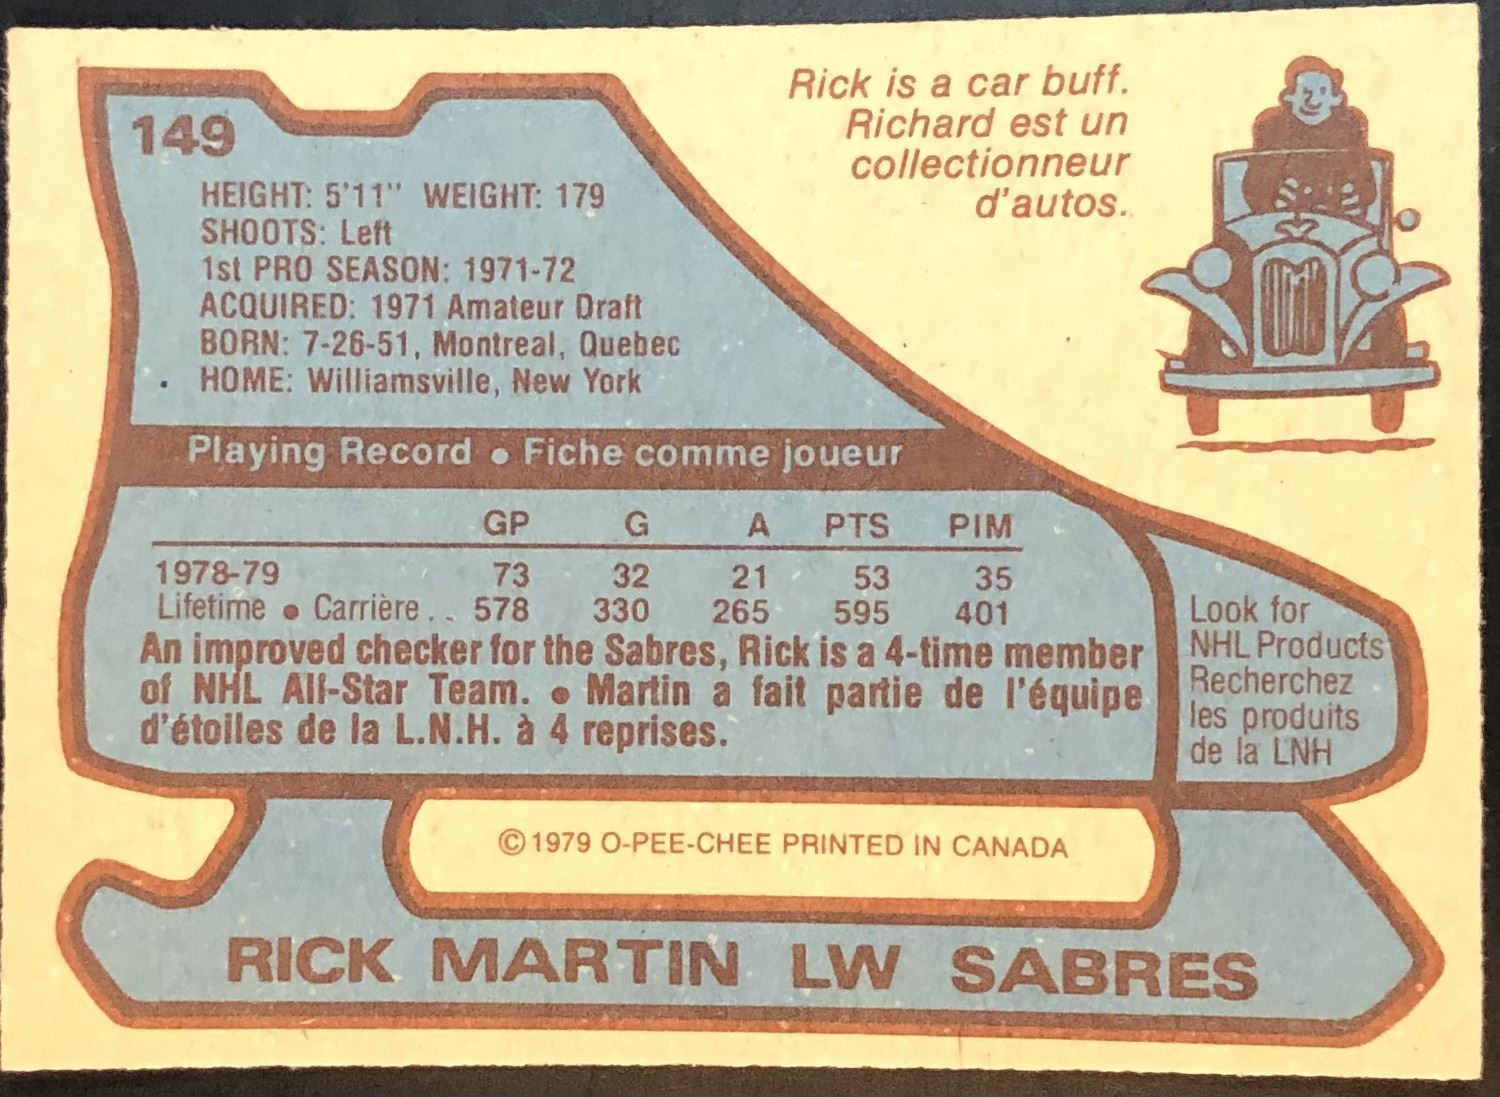 Rick is a car buff.
Richard est un
collectionneur
d'autos.
149
HEIGHT: 5'11" WEIGHT: 179
SHOOTS: Left
1st PRO SEASON: 1971-72
ACQUIRED: 1971 Amateur Draft
BORN: 7-26-51, Montreal, Quebec
HOME: Williamsville, New York
Playing Record • Fiche comme joueur
GP G A PTS PIM
1978-79 73 32 21 53 35
Lifetime • Carrière . . 578 330 265 595 401
An improved checker for the Sabres, Rick is a 4-time member
of NHL All-Star Team. • Martin a fait partie de l'équipe
d'étoiles de la L.N.H. à 4 reprises.
Look for
NHL Products
Recherchez
les produits
de la LNH
©1979 O-PEE-CHEE PRINTED IN CANADA
RICK MARTIN LW SABRES